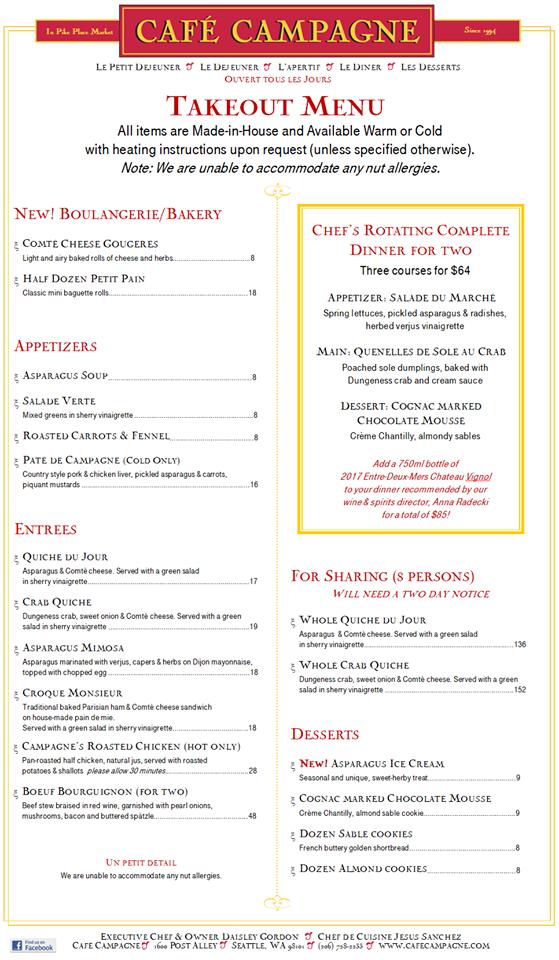 In Pike Place Market
CAFÉ CAMPAGNE
Since 1994
Le Petit Dejeuner Le Dejeuner L'apertif Le Diner Les Desserts
Ouvert tous les Jours
Takeout Menu
All items are Made-in-House and Available Warm or Cold
with heating instructions upon request (unless specified otherwise).
Note: We are unable to accommodate any nut allergies.
New! Boulangerie/Bakery
Comte Cheese Gougeres
Light and airy baked rolls of cheese and herbs...8
Half Dozen Petit Pain
Classic mini baguette rolls...18
Appetizers
Asparagus Soup...8
Salade Verte
Mixed greens in sherry vinaigrette...8
Roasted Carrots & Fennel...8
Pate de Campagne (Cold Only)
Country style pork & chicken liver, pickled asparagus & carrots,
piquant mustards...16
Entrees
Quiche du Jour
Asparagus & Comtè cheese. Served with a green salad
in sherry vinaigrette...17
Crab Quiche
Dungeness crab, sweet onion & Comtè cheese. Served with a green
salad in sherry vinaigrette...19
Asparagus Mimosa
Asparagus marinated with verjus, capers & herbs on Dijon mayonnaise,
topped with chopped egg...18
Croque Monsieur
Traditional baked Parisian ham & Comtè cheese sandwich
on house-made pain de mie.
Served with a green salad in sherry vinaigrette...18
Campagne's Roasted Chicken (hot only)
Pan-roasted half chicken, natural jus, served with roasted
potatoes & shallots please allow 30 minutes...28
Boeuf Bourguignon (for two)
Beef stew braised in red wine, garnished with pearl onions,
mushrooms, bacon and buttered spätzle...48
Un petit detail
We are unable to accommodate any nut allergies.
Chef's Rotating Complete
Dinner for two
Three courses for $64
Appetizer: Salade du Marché
Spring lettuces, pickled asparagus & radishes,
herbed verjus vinaigrette
Main: Quenelles de Sole au Crab
Poached sole dumplings, baked with
Dungeness crab and cream sauce
Dessert: Cognac marked
Chocolate Mousse
Crème Chantilly, almondy sables
Add a 750ml bottle of
2017 Entre-Deux-Mers Chateau Vignol
to your dinner recommended by our
wine & spirits director, Anna Radecki
for a total of $85!
For Sharing (8 persons)
Will need a two day notice
Whole Quiche du Jour
Asparagus & Comtè cheese. Served with a green salad
in sherry vinaigrette...136
Whole Crab Quiche
Dungeness crab, sweet onion & Comtè cheese. Served with a green
salad in sherry vinaigrette...152
Desserts
New! Asparagus Ice Cream
Seasonal and unique, sweet-herby treat...9
Cognac marked Chocolate Mousse
Crème Chantilly, almond sable cookie...9
Dozen Sable cookies
French buttery golden shortbread...8
Dozen Almond cookies...8
Find us on
Facebook
Executive Chef & Owner Daisley Gordon Chef de Cuisine Jesus Sanchez
Cafe Campagne 1600 Post Alley Seattle, WA 98101 (206) 728-2233 www.cafecampagne.com